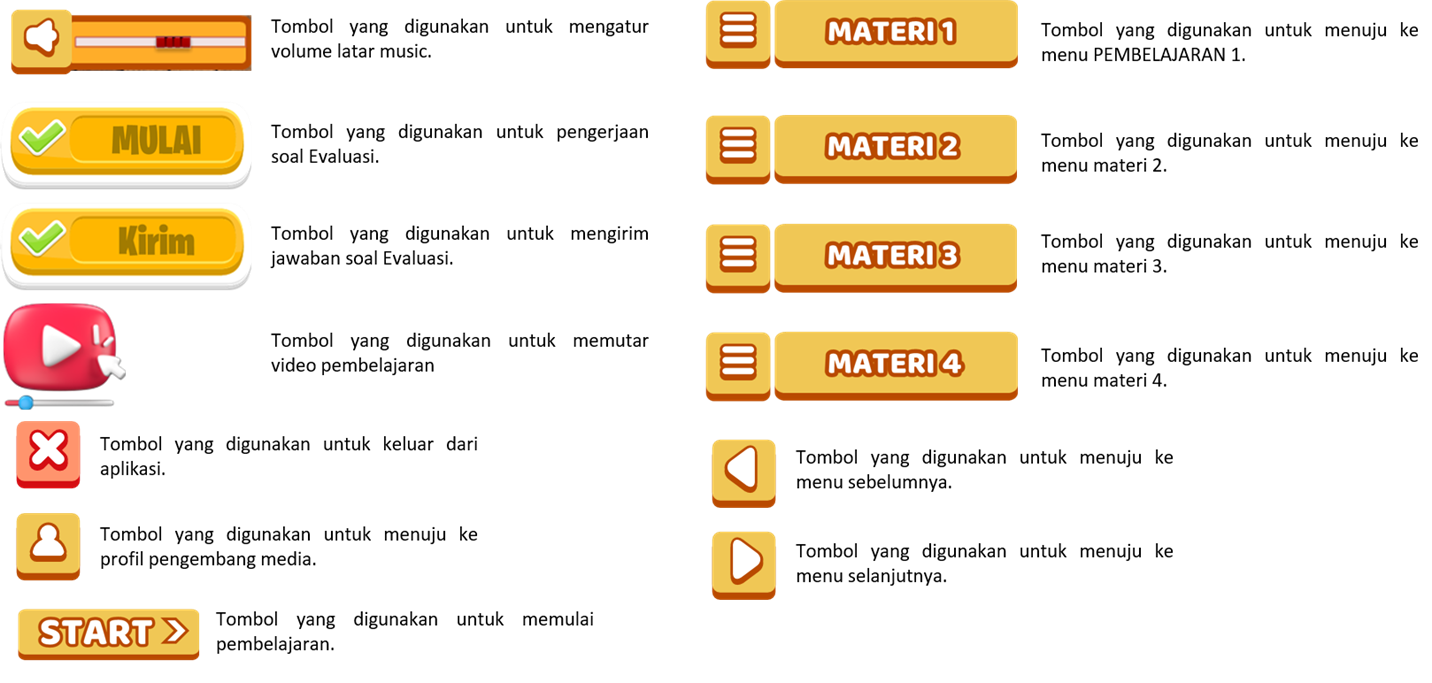 Tombol yang digunakan untuk mengatur
volume latar music.
MULAI
Tombol yang digunakan untuk pengerjaan
soal Evaluasi.
Kirim
Tombol yang digunakan untuk mengirim
jawaban soal Evaluasi.
Tombol yang digunakan untuk memutar
video pembelajaran
Tombol yang digunakan untuk keluar dari
aplikasi.
Tombol yang digunakan untuk menuju ke
profil pengembang media.
START
Tombol yang digunakan untuk memulai
pembelajaran.
MATERI 1
Tombol yang digunakan untuk menuju ke
menu PEMBELAJARAN 1.
MATERI 2
Tombol yang digunakan untuk menuju ke
menu materi 2.
MATERI 3
Tombol yang digunakan untuk menuju ke
menu materi 3.
MATERI 4
Tombol yang digunakan untuk menuju ke
menu materi 4.
Tombol yang digunakan untuk menuju ke
menu sebelumnya.
Tombol yang digunakan untuk menuju ke
menu selanjutnya.